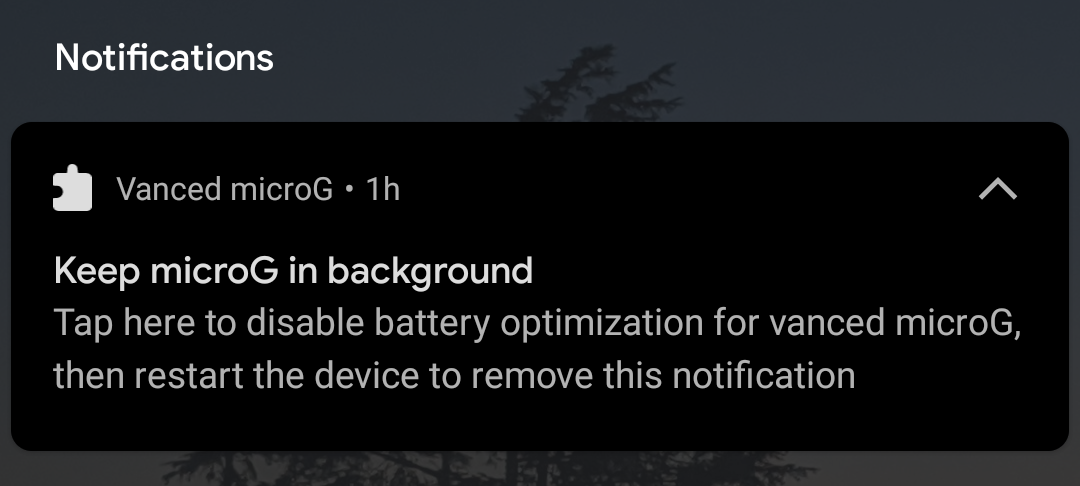 Notifications
Vanced microG • 1h
Keep microG in background
Tap here to disable battery optimization for vanced microG,
then restart the device to remove this notification